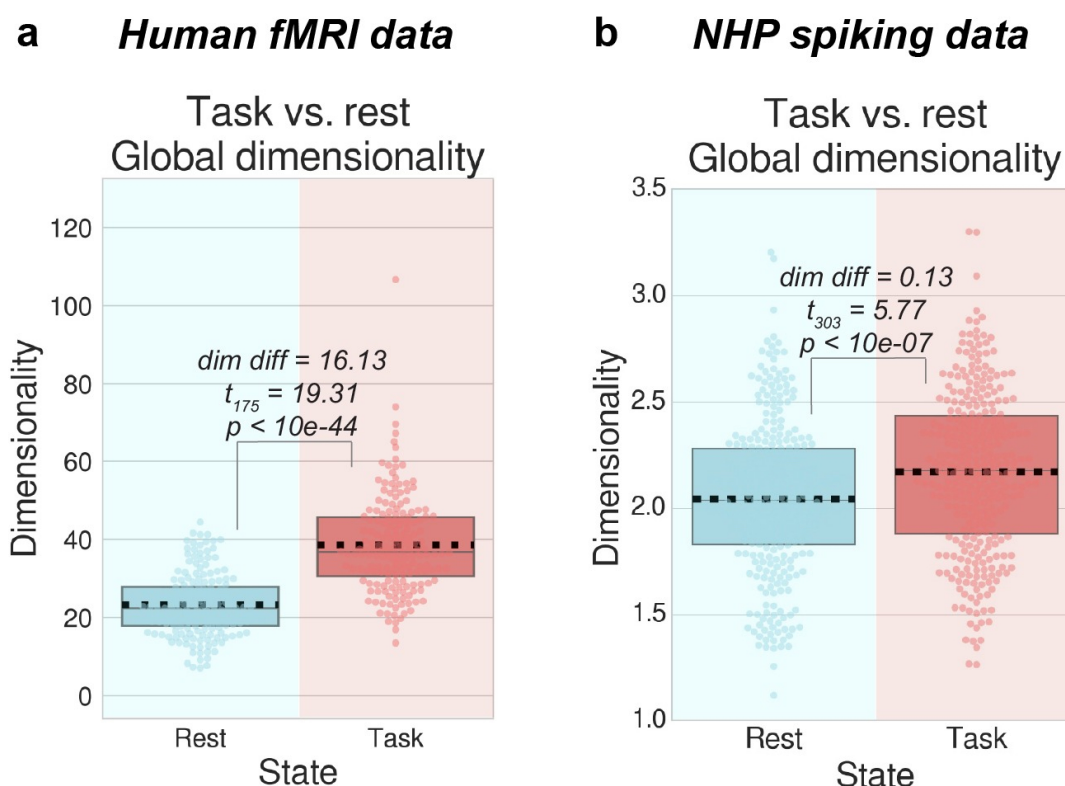 a Human fMRI data
Task vs. rest
Global dimensionality
Dimensionality
120
100
80
60
40
20
0
dim diff = 16.13
t175 = 19.31
p < 10e-44
Rest Task
State
b NHP spiking data
Task vs. rest
Global dimensionality
Dimensionality
3.5
3.0
2.5
2.0
1.5
1.0
dim diff = 0.13
t303 = 5.77
p < 10e-07
Rest Task
State